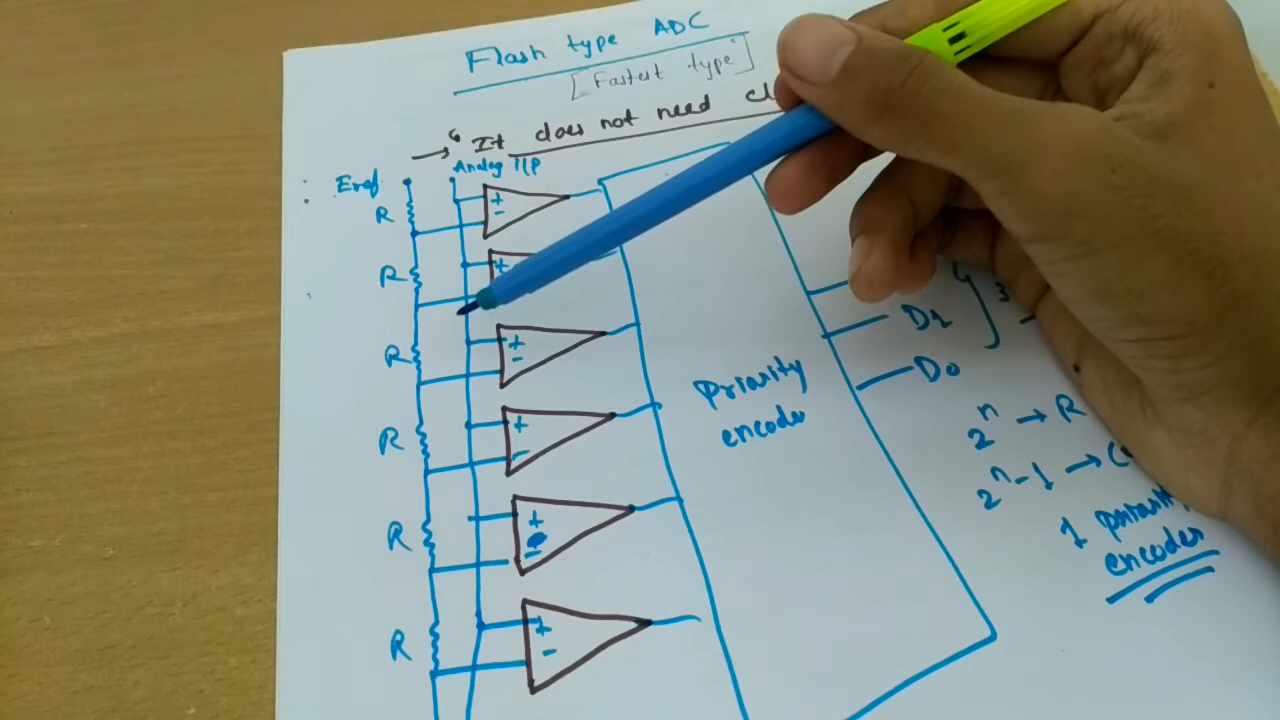 Flash type ADC
[Fastest type]
→ It does not need
Eref Analog I/P
R + -
R +
R + -
R + -
R + -
R + -
Priority
encoder
D1
D0
3
2^n → R
2^n-1 →
1 priority
encoder